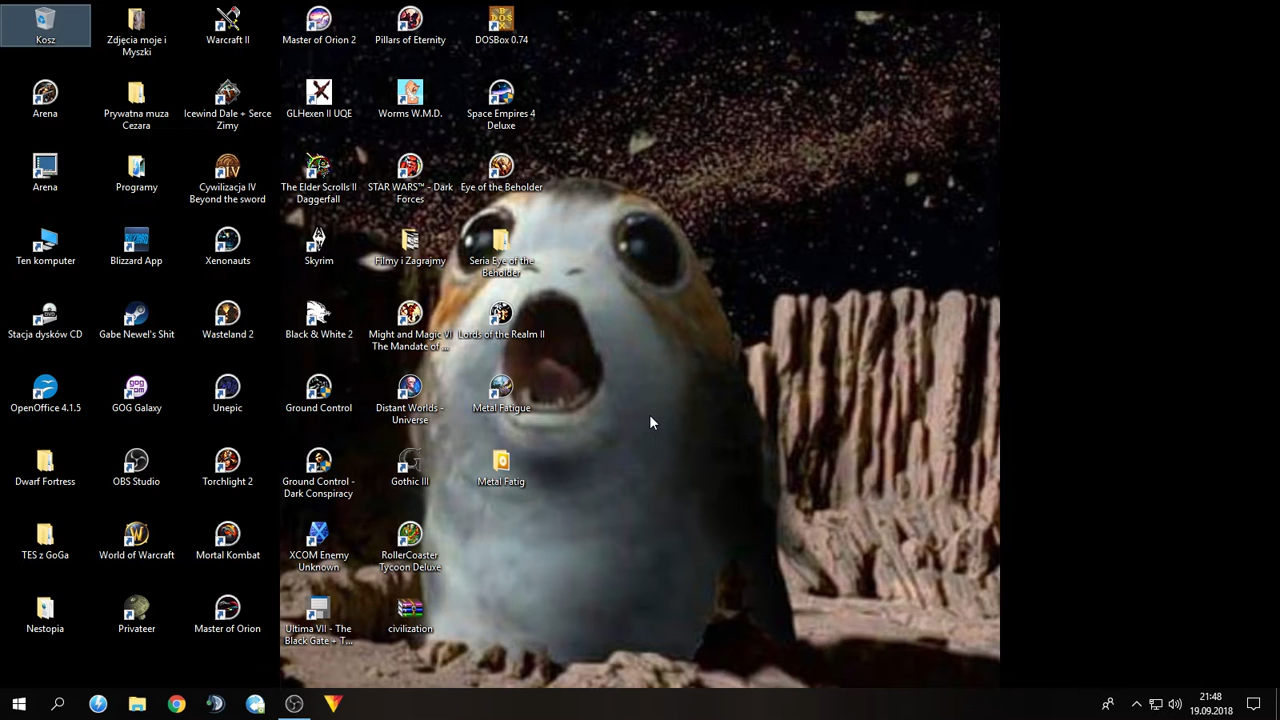 Kosz
Zdjęcia moje i
Myszki
Warcraft II
Master of Orion 2
Pillars of Eternity
DOSBox 0.74
Arena
Prywatna muza
Cezara
Icewind Dale + Serce
Zimy
GLHexen II UQE
Worms W.M.D.
Space Empires 4
Deluxe
Arena
Programy
Cywilizacja IV
Beyond the sword
The Elder Scrolls II
Daggerfall
STAR WARS™ - Dark
Forces
Eye of the Beholder
Ten komputer
Blizzard App
Xenonauts
Skyrim
Filmy i Zagrajmy
Seria Eye of the
Beholder
Stacja dysków CD
Gabe Newel's Shit
Wasteland 2
Black & White 2
Might and Magic VI
The Mandate of ...
Lords of the Realm II
OpenOffice 4.1.5
GOG Galaxy
Unepic
Ground Control
Distant Worlds -
Universe
Metal Fatigue
Dwarf Fortress
OBS Studio
Torchlight 2
Ground Control -
Dark Conspiracy
Gothic III
Metal Fatig
TES z GoGa
World of Warcraft
Mortal Kombat
XCOM Enemy
Unknown
RollerCoaster
Tycoon Deluxe
Nestopia
Privateer
Master of Orion
Ultima VII - The
Black Gate + T...
civilization
21:48
19.09.2018